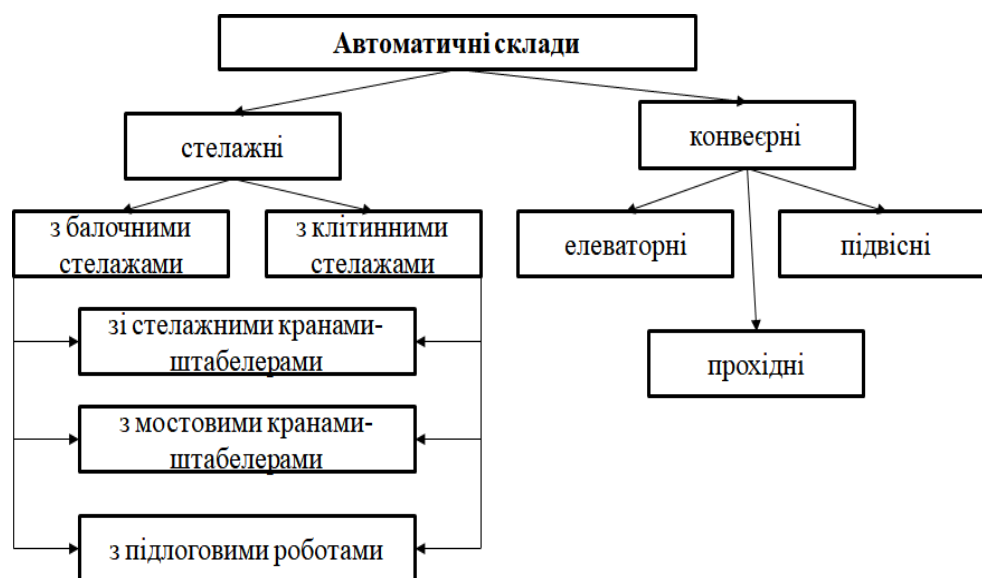 Автоматичні склади
стелажні
конвеєрні
з балочними
стелажами
з клітинними
стелажами
елеваторні
підвісні
зі стелажними кранами-
штабелерами
прохідні
з мостовими кранами-
штабелерами
з підлоговими роботами